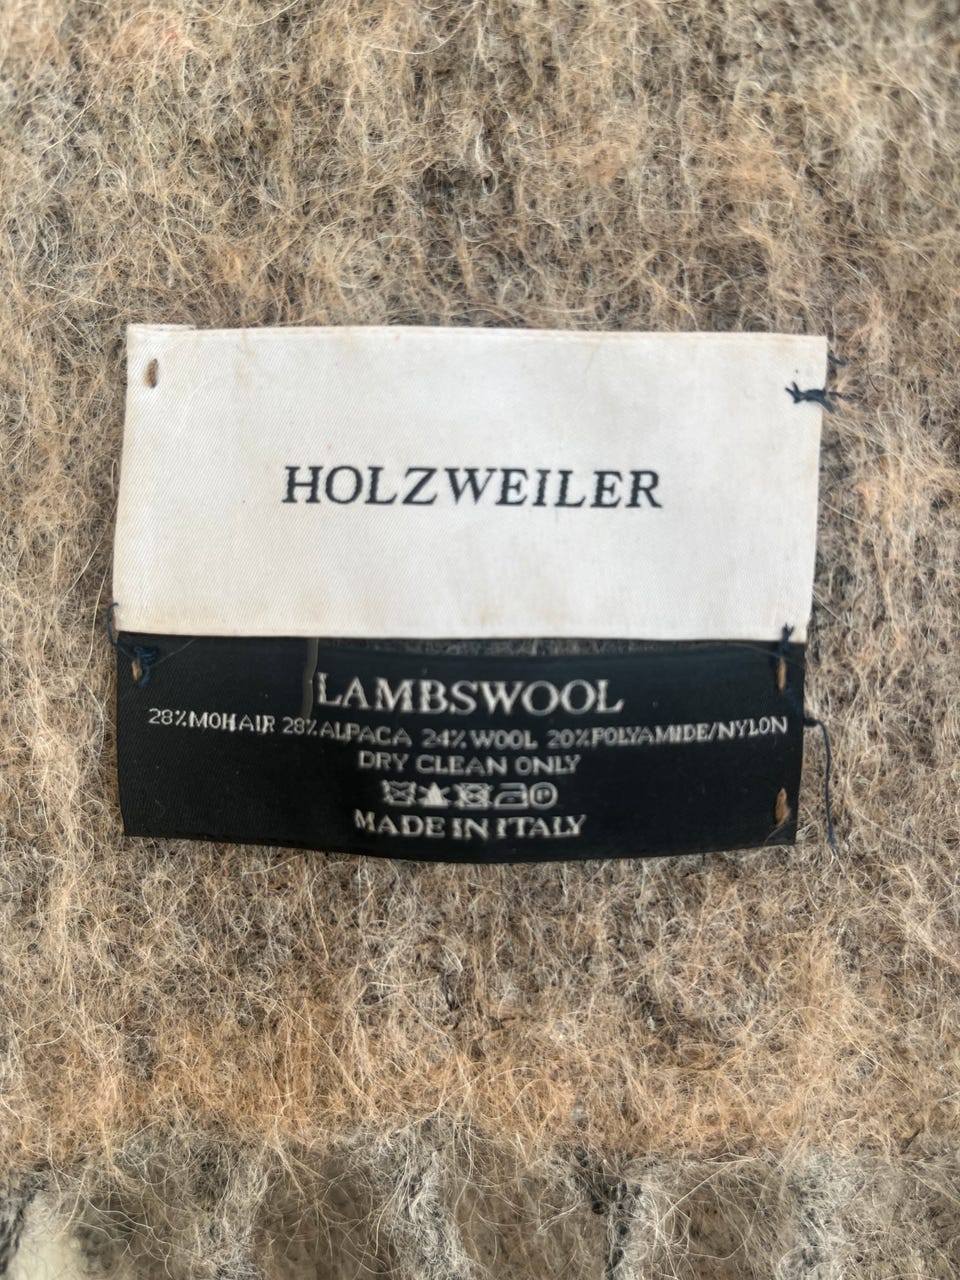 HOLZWEILER
LAMBSWOOL
28%MOHAIR 28%ALPACA 24%WOOL 20%POLYAMIDE/NYLON
DRY CLEAN ONLY
MADE IN ITALY